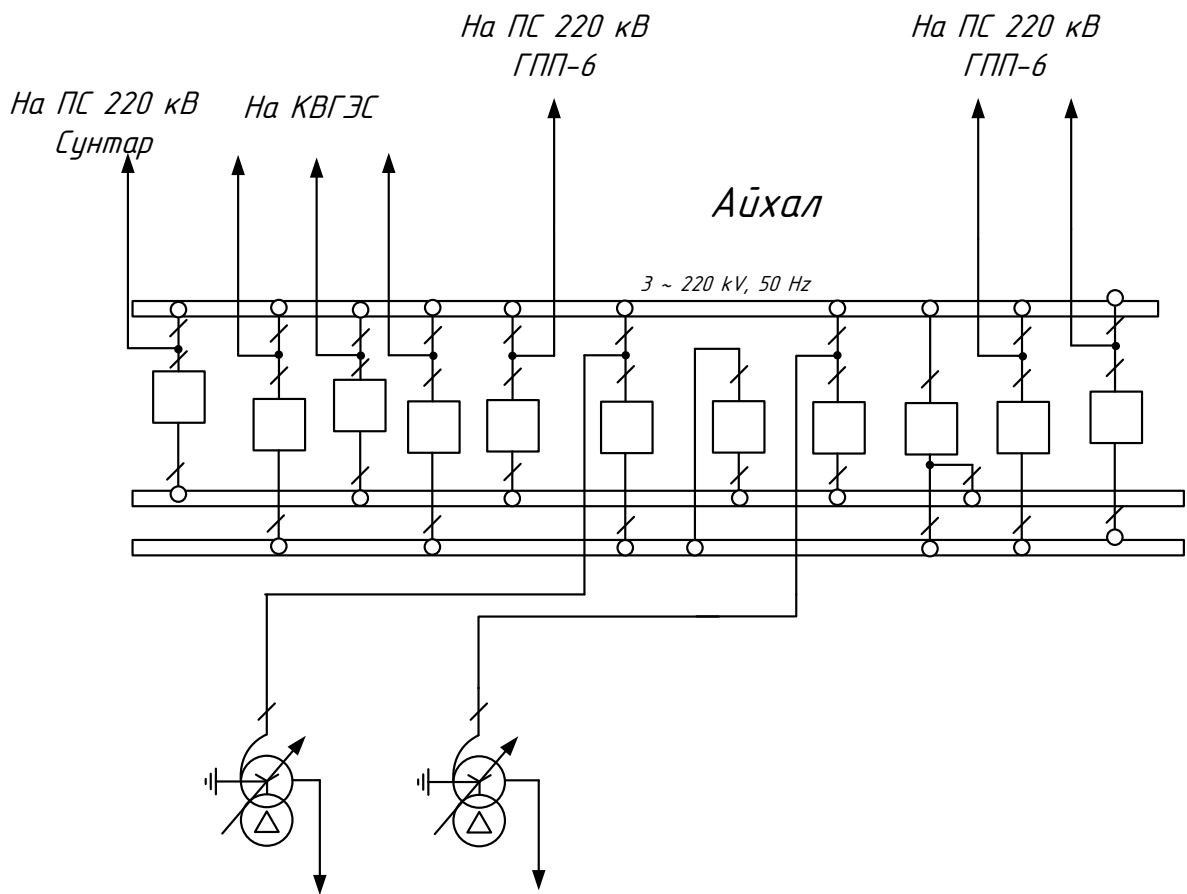 На ПС 220 кВ
Сунтар
На КВГЭС
На ПС 220 кВ
ГПП-6
На ПС 220 кВ
ГПП-6
Айхал
3 ~ 220 kV, 50 Hz